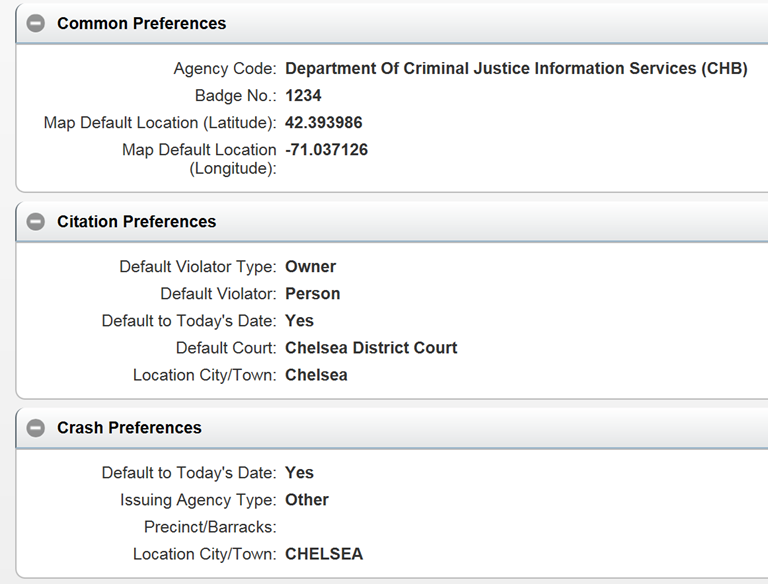 Common Preferences
Agency Code: Department Of Criminal Justice Information Services (CHB)
Badge No.: 1234
Map Default Location (Latitude): 42.393986
Map Default Location -71.037126
(Longitude):
Citation Preferences
Default Violator Type: Owner
Default Violator: Person
Default to Today's Date: Yes
Default Court: Chelsea District Court
Location City/Town: Chelsea
Crash Preferences
Default to Today's Date: Yes
Issuing Agency Type: Other
Precinct/Barracks:
Location City/Town: CHELSEA